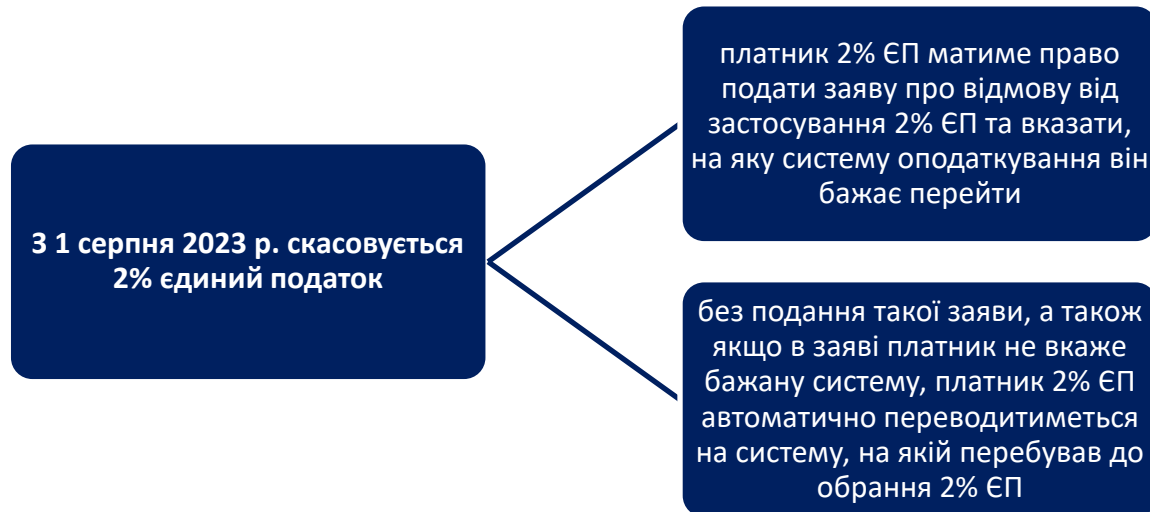 З 1 серпня 2023 р. скасовується
2% єдиний податок
платник 2% ЄП матиме право
подати заяву про відмову від
застосування 2% ЄП та вказати,
на яку систему оподаткування він
бажає перейти
без подання такої заяви, а також
якщо в заяві платник не вкаже
бажану систему, платник 2% ЄП
автоматично переводитиметься
на систему, на якій перебував до
обрання 2% ЄП